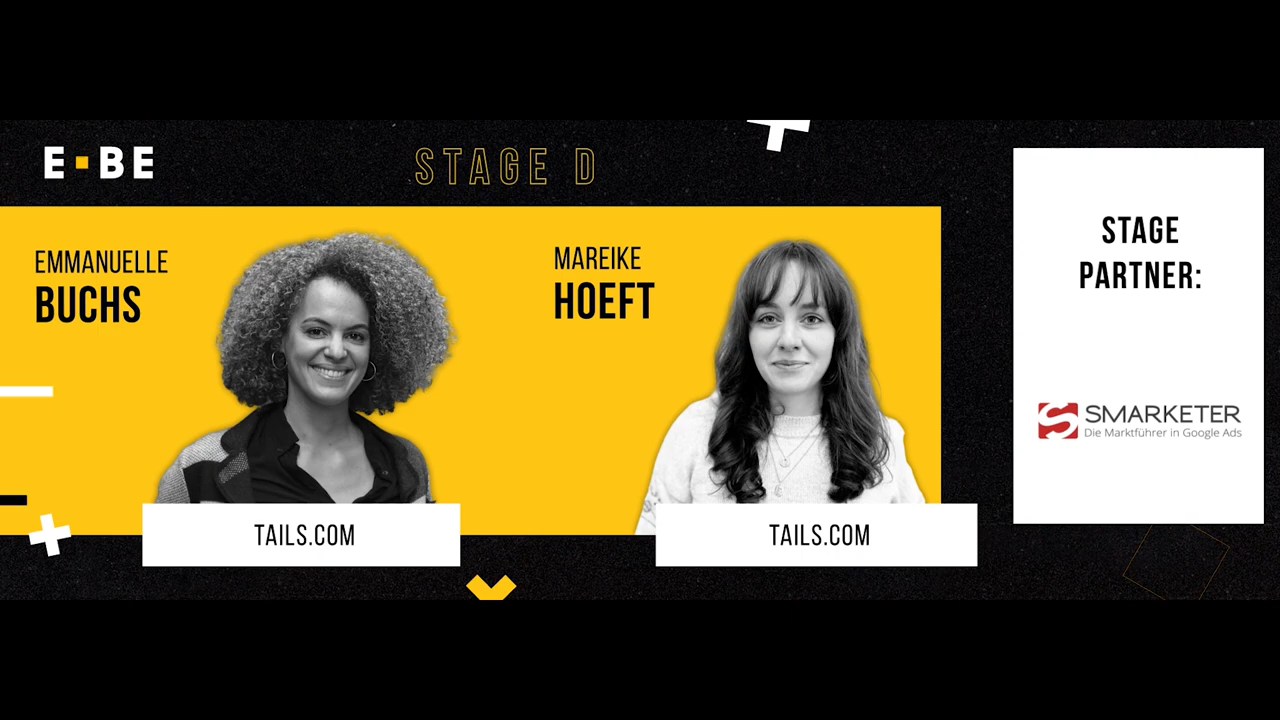 E BE
STAGE D
EMMANUELLE
BUCHS
MAREIKE
HOEFT
TAILS.COM
TAILS.COM
STAGE
PARTNER:
SMARKETER
Die Marktführer in Google Ads